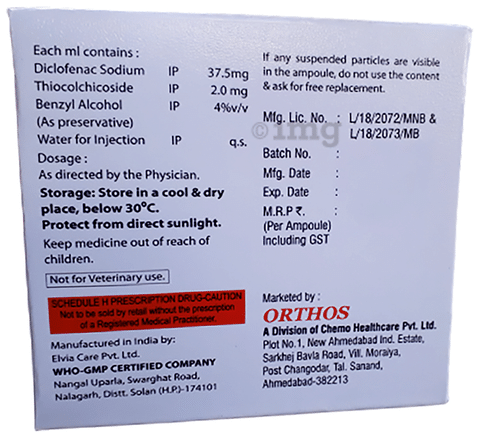 Each ml contains :
Diclofenac Sodium IP 37.5mg
Thiocolchicoside IP 2.0 mg
Benzyl Alcohol IP 4%v/v
(As preservative)
Water for Injection IP q.s.
Dosage :
As directed by the Physician.
Storage: Store in a cool & dry
place, below 30°C.
Protect from direct sunlight.
Keep medicine out of reach of
children.
Not for Veterinary use.
SCHEDULE H PRESCRIPTION DRUG-CAUTION
Not to be sold by retail without the prescription
of a Registered Medical Practitioner.
Manufactured in India by:
Elvia Care Pvt. Ltd.
WHO-GMP CERTIFIED COMPANY
Nangal Uparla, Swarghat Road,
Nalagarh, Distt. Solan (H.P.)-174101
If any suspended particles are visible
in the ampoule, do not use the content
& ask for free replacement.
Mfg. Lic. No. : L/18/2072/MNB &
L/18/2073/MB
©img
Batch No. :
Mfg. Date :
Exp. Date :
M.R.P ₹. :
(Per Ampoule)
Including GST
Marketed by :
ORTHOS
A Division of Chemo Healthcare Pvt. Ltd.
Plot No.1, New Ahmedabad Ind. Estate,
Sarkhej Bavla Road, Vill. Moraiya,
Post Changodar, Tal. Sanand,
Ahmedabad-382213